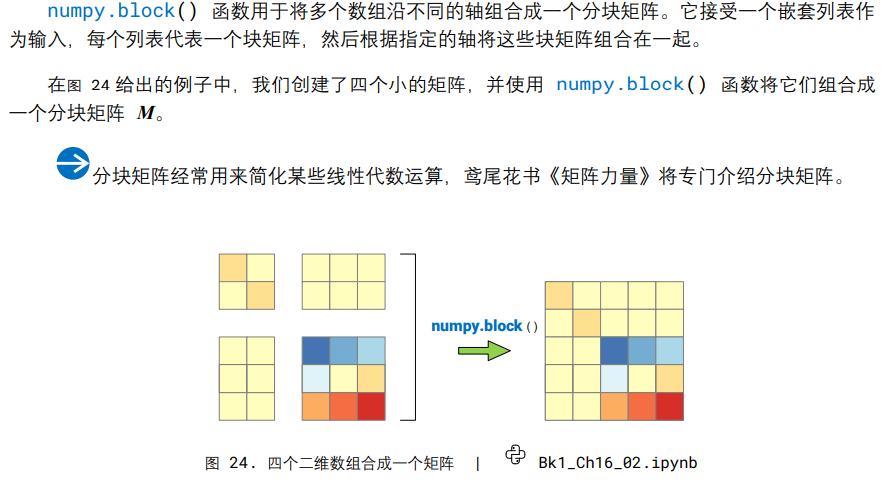 numpy.block() 函数用于将多个数组沿不同的轴组合成一个分块矩阵。它接受一个嵌套列表作
为输入，每个列表代表一个块矩阵，然后根据指定的轴将这些块矩阵组合在一起。
在图 24 给出的例子中，我们创建了四个小的矩阵，并使用 numpy.block() 函数将它们组合成
一个分块矩阵 M。
分块矩阵经常用来简化某些线性代数运算，鸢尾花书《矩阵力量》将专门介绍分块矩阵。
numpy.block()
图 24. 四个二维数组合成一个矩阵 | Bk1_Ch16_02.ipynb